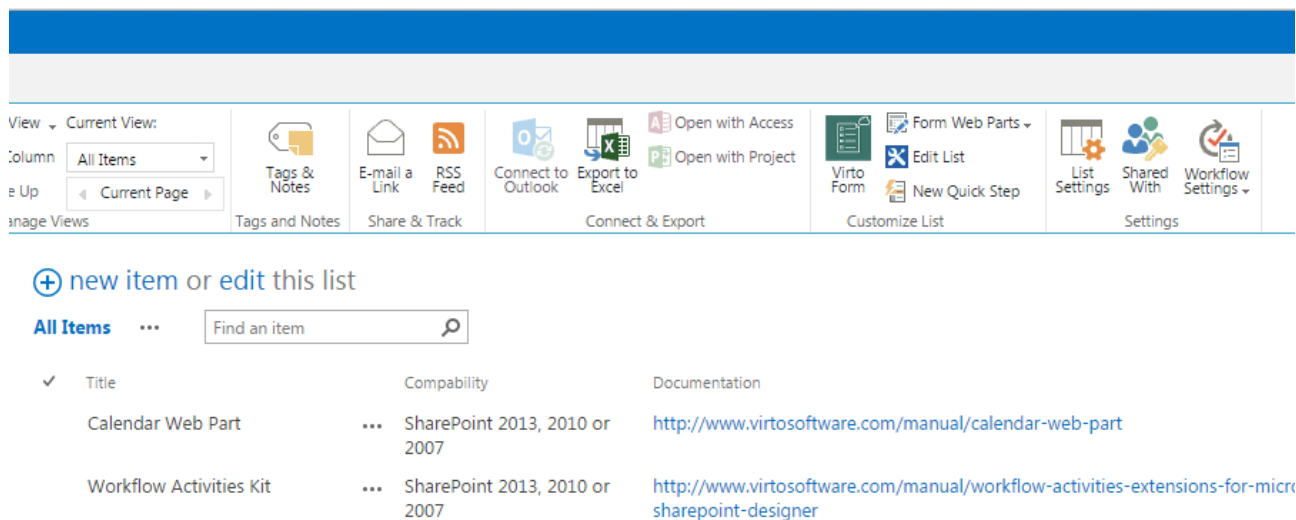 View Current View:
Column All Items
e Up Current Page
anage Views
Tags & Notes
Tags and Notes
E-mail a Link
RSS Feed
Share & Track
Connect to Outlook
Export to Excel
Open with Access
Open with Project
Connect & Export
Virto Form
Form Web Parts
Edit List
New Quick Step
Customize List
List Settings
Shared With
Workflow Settings
Settings
new item or edit this list
All Items ... Find an item
Title Compability Documentation
Calendar Web Part ... SharePoint 2013, 2010 or http://www.virtosoftware.com/manual/calendar-web-part
2007
Workflow Activities Kit ... SharePoint 2013, 2010 or http://www.virtosoftware.com/manual/workflow-activities-extensions-for-micro
2007 sharepoint-designer